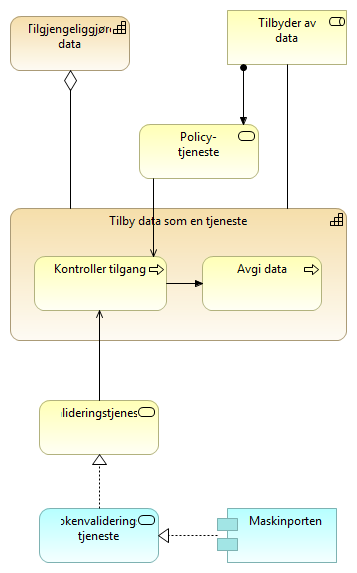 Tilgjengeliggjøre
data
Tilbyder av
data
Policy-
tjeneste
Tilby data som en tjeneste
Kontroller tilgang
Avgi data
lideringstjenes
okenvalidering
tjeneste
Maskinporten